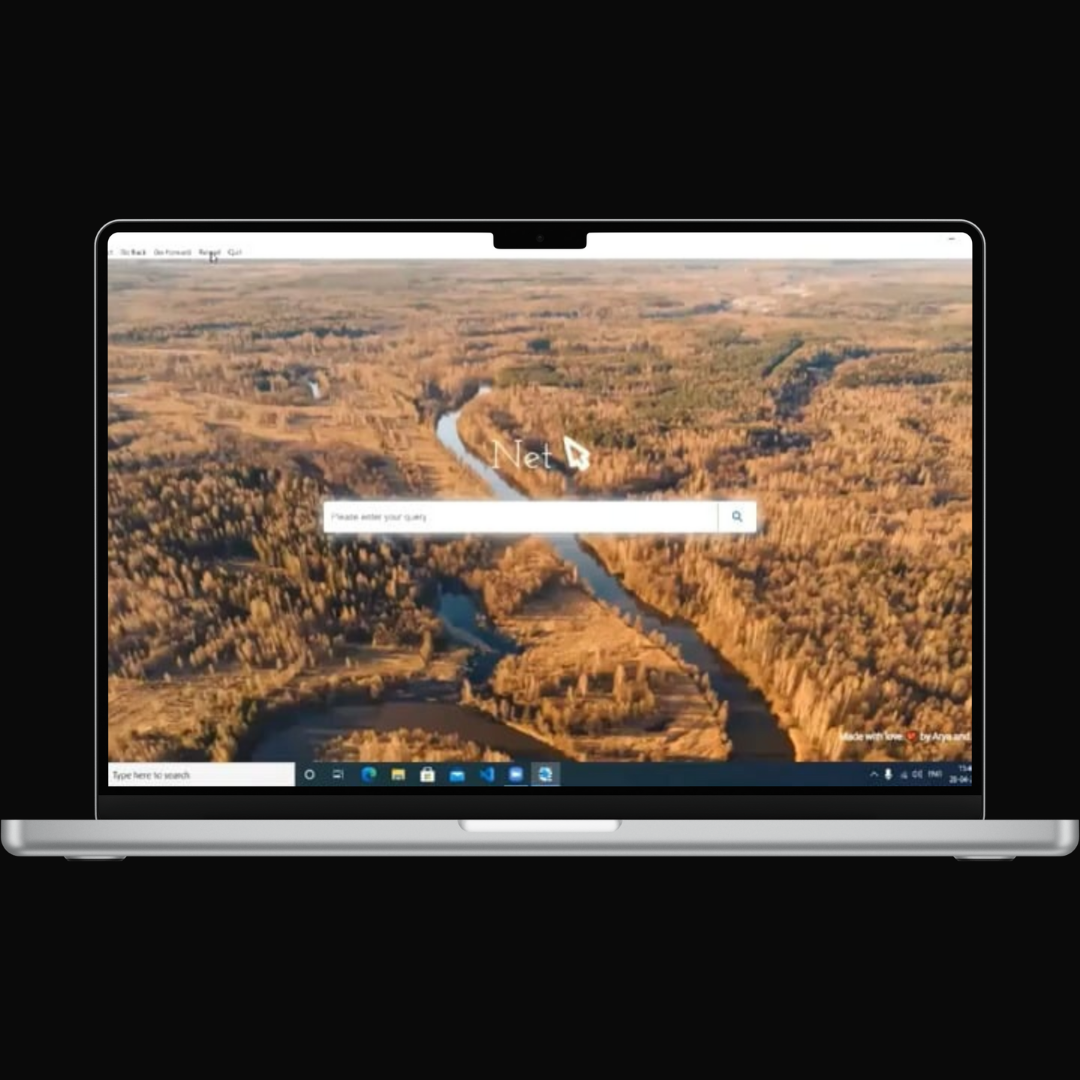 Go Back Go Forward Reload Quit
Net
Please enter your query
Made with love by Arya and
Type here to search
ENG